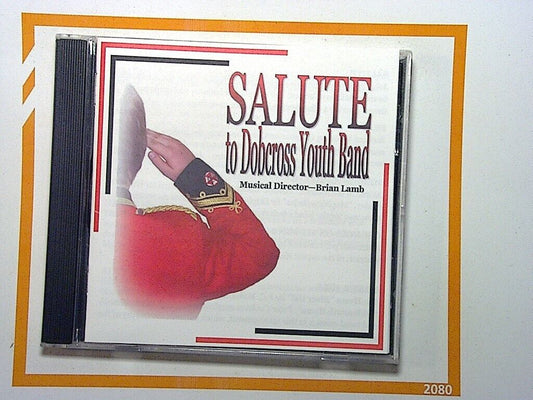 SALUTE
to Dobcross Youth Band
Musical Director—Brian Lamb
2080